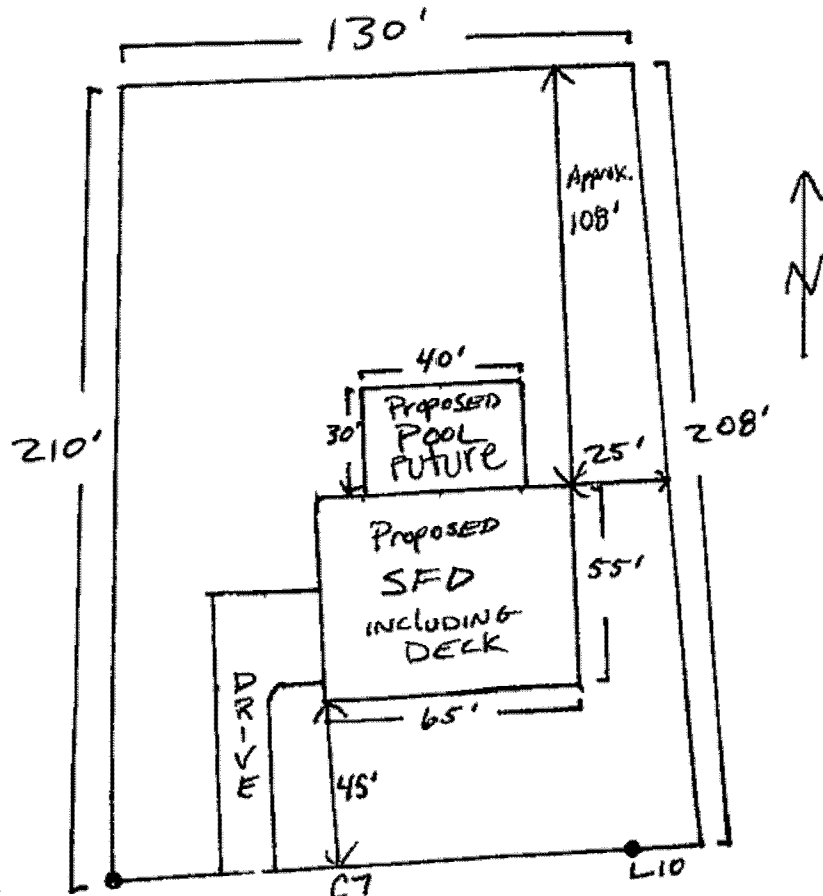 130'
Approx.
108'
N
210'
208'
40'
30'
Proposed
POOL
FUTURE
25'
Proposed
SFD
INCLUDING
DECK
55'
65'
DRIVE
45'
C7
L10